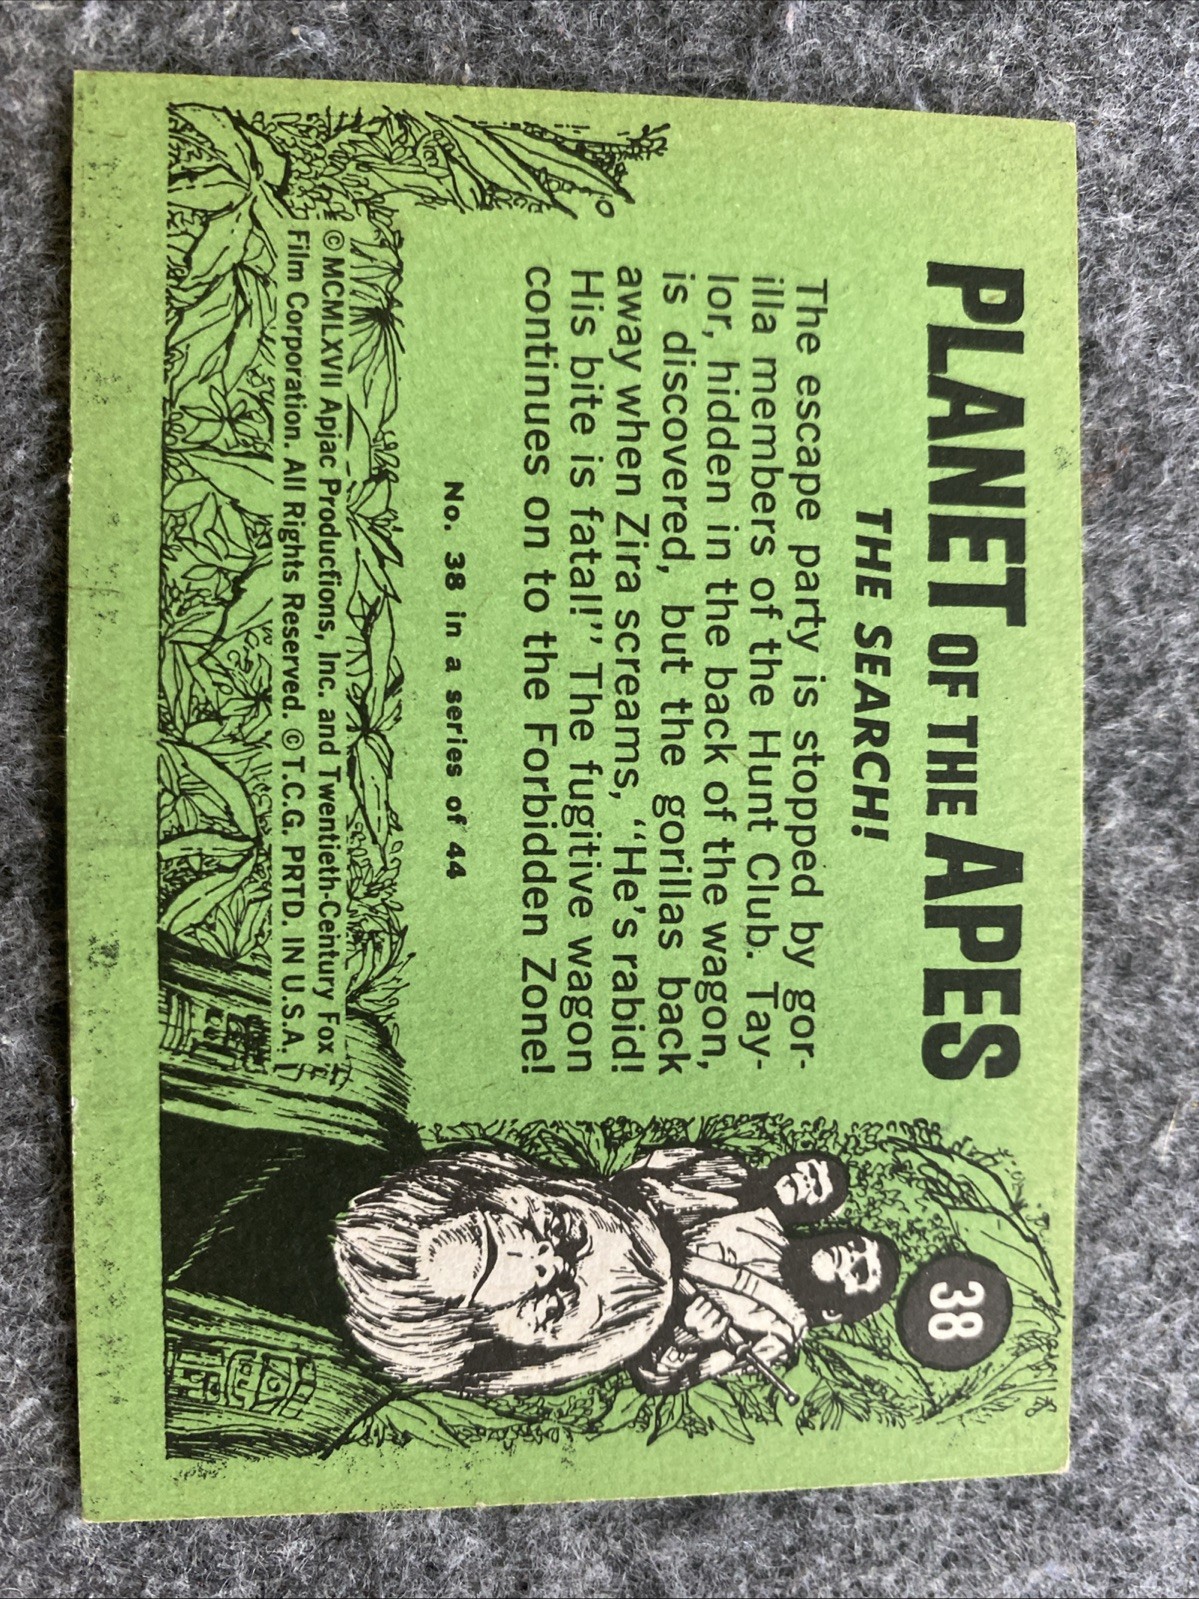 PLANET OF THE APES
THE SEARCH!
The escape party is stopped by gor-
illa members of the Hunt Club. Tay-
lor, hidden in the back of the wagon,
is discovered, but the gorillas back
away when Zira screams, “He’s rabid!
His bite is fatal!” The fugitive wagon
continues on to the Forbidden Zone!
No. 38 in a series of 44
©MCMLXVII Apjac Productions, Inc. and Twentieth-Century Fox
Film Corporation. All Rights Reserved. © T.C.G. PRTD. IN U.S.A.
38